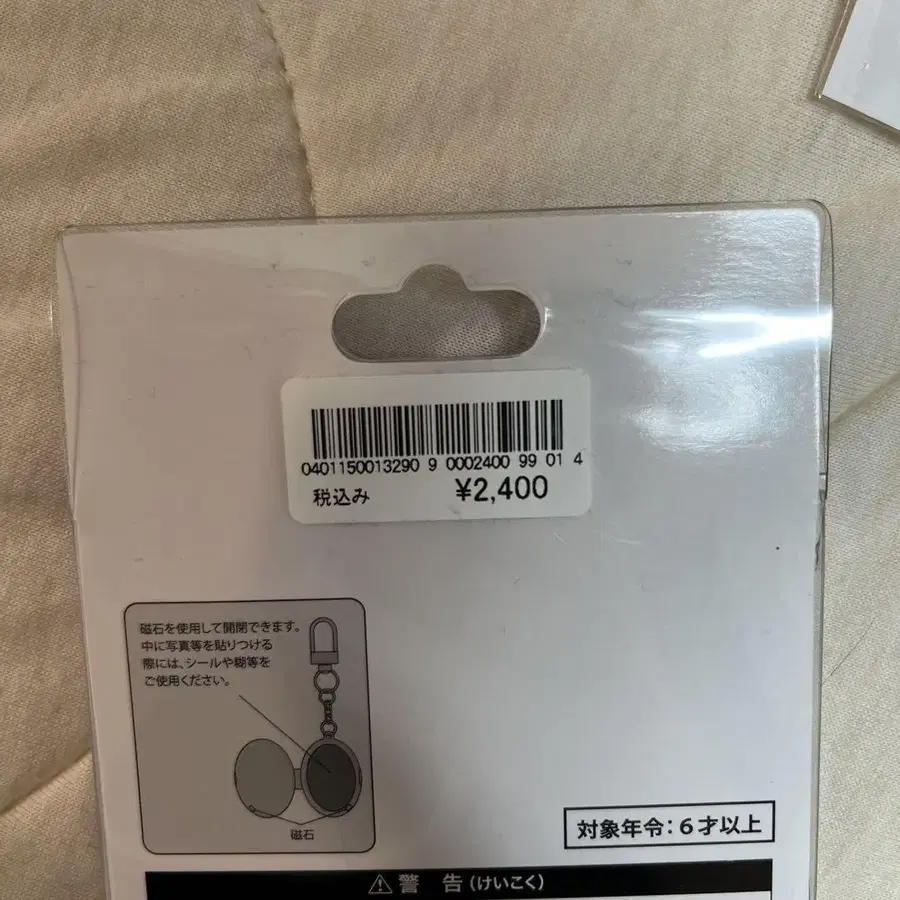 0401150013290 9 0002400 99 01 4
税込み ¥2,400
磁石を使用して開閉できます。
中に写真等を貼りつける
際には、シールや糊等を
ご使用ください。
磁石
対象年令：6才以上
⚠警 告（けいこく）